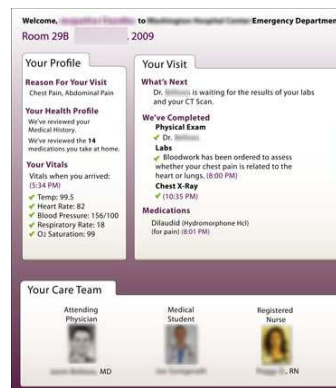 Welcome, to Emergency Departmen
Room 29B , 2009
Your Profile
Reason For Your Visit
Chest Pain, Abdominal Pain
Your Health Profile
We've reviewed your
Medical History.
We've reviewed the 14
medications you take at home.
Your Vitals
Vitals when you arrived:
(5:34 PM)
✔ Temp: 99.5
✔ Heart Rate: 82
✔ Blood Pressure: 156/100
✔ Respiratory Rate: 18
✔ O2 Saturation: 99
Your Visit
What's Next
Dr. is waiting for the results of your labs
and your CT Scan.
We've Completed
Physical Exam
✔ Dr.
Labs
✔ Bloodwork has been ordered to assess
whether your chest pain is related to the
heart or lungs. (8:00 PM)
Chest X-Ray
✔ (10:35 PM)
Medications
Dilaudid (Hydromorphone Hcl)
(for pain) (8:01 PM)
Your Care Team
Attending
Physician
, MD
Medical
Student
Registered
Nurse
, RN